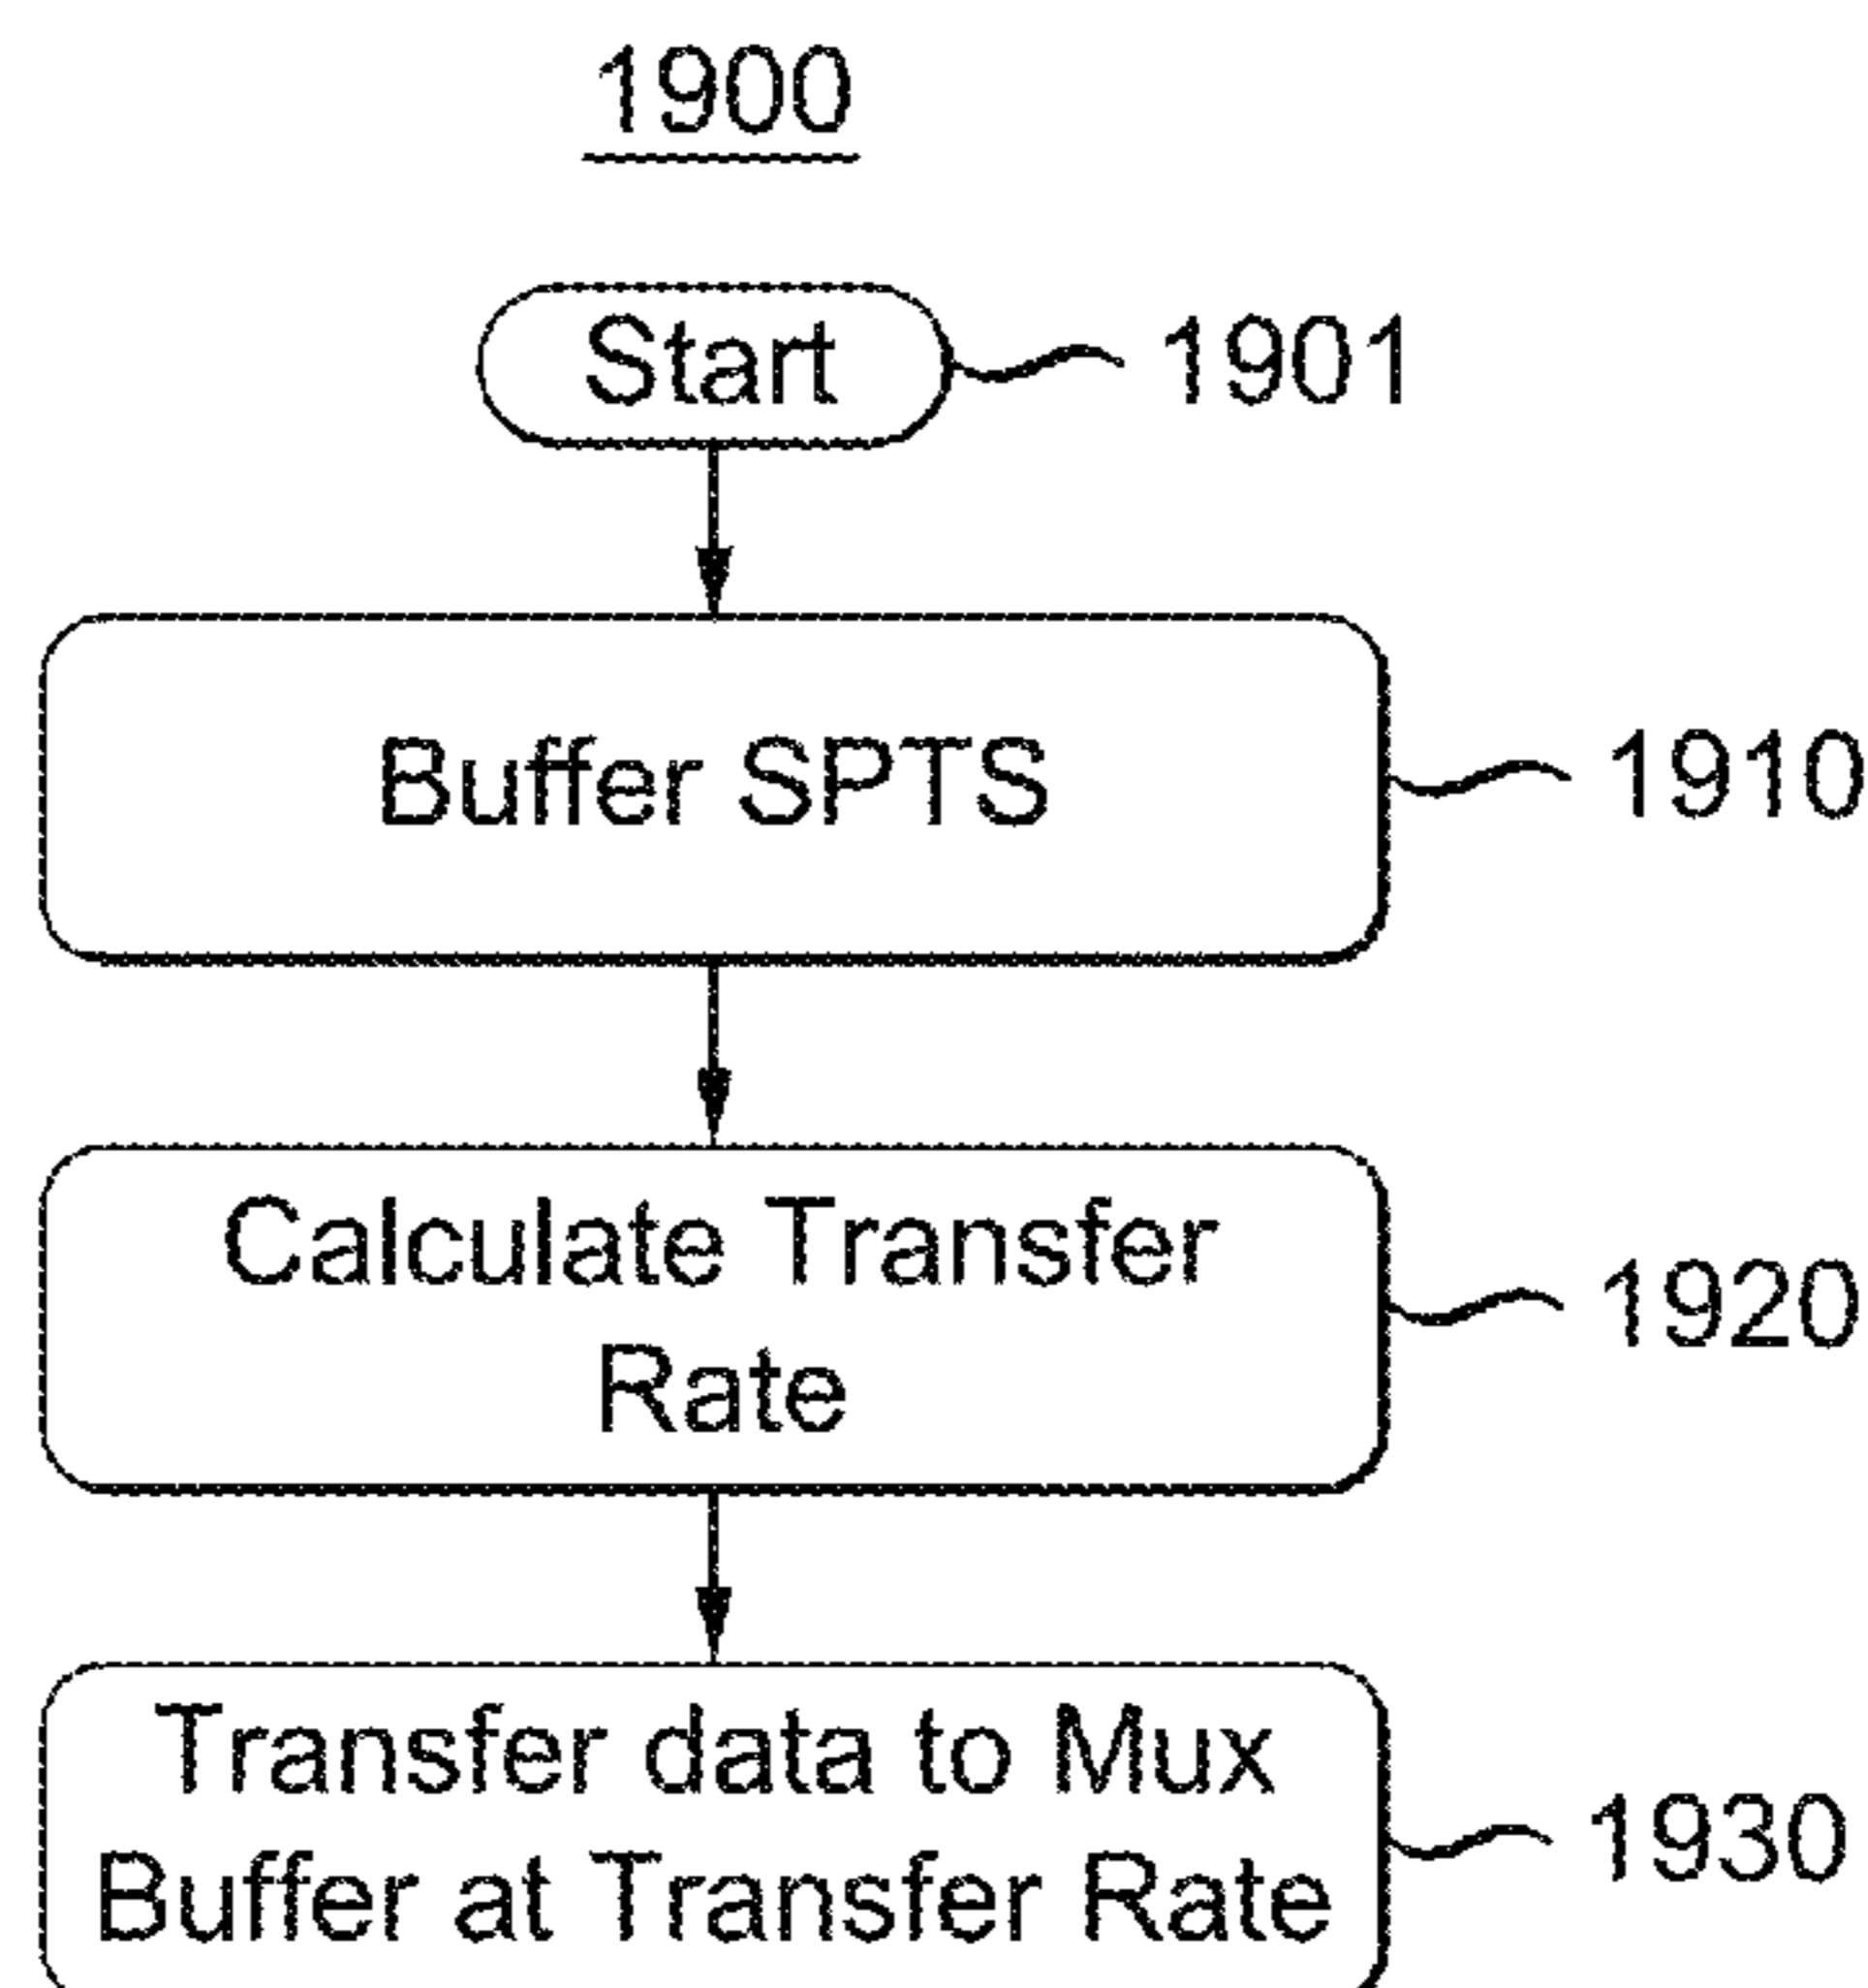 1900
Start
1901
Buffer SPTS
1910
Calculate Transfer
Rate
1920
Transfer data to Mux
Buffer at Transfer Rate
1930